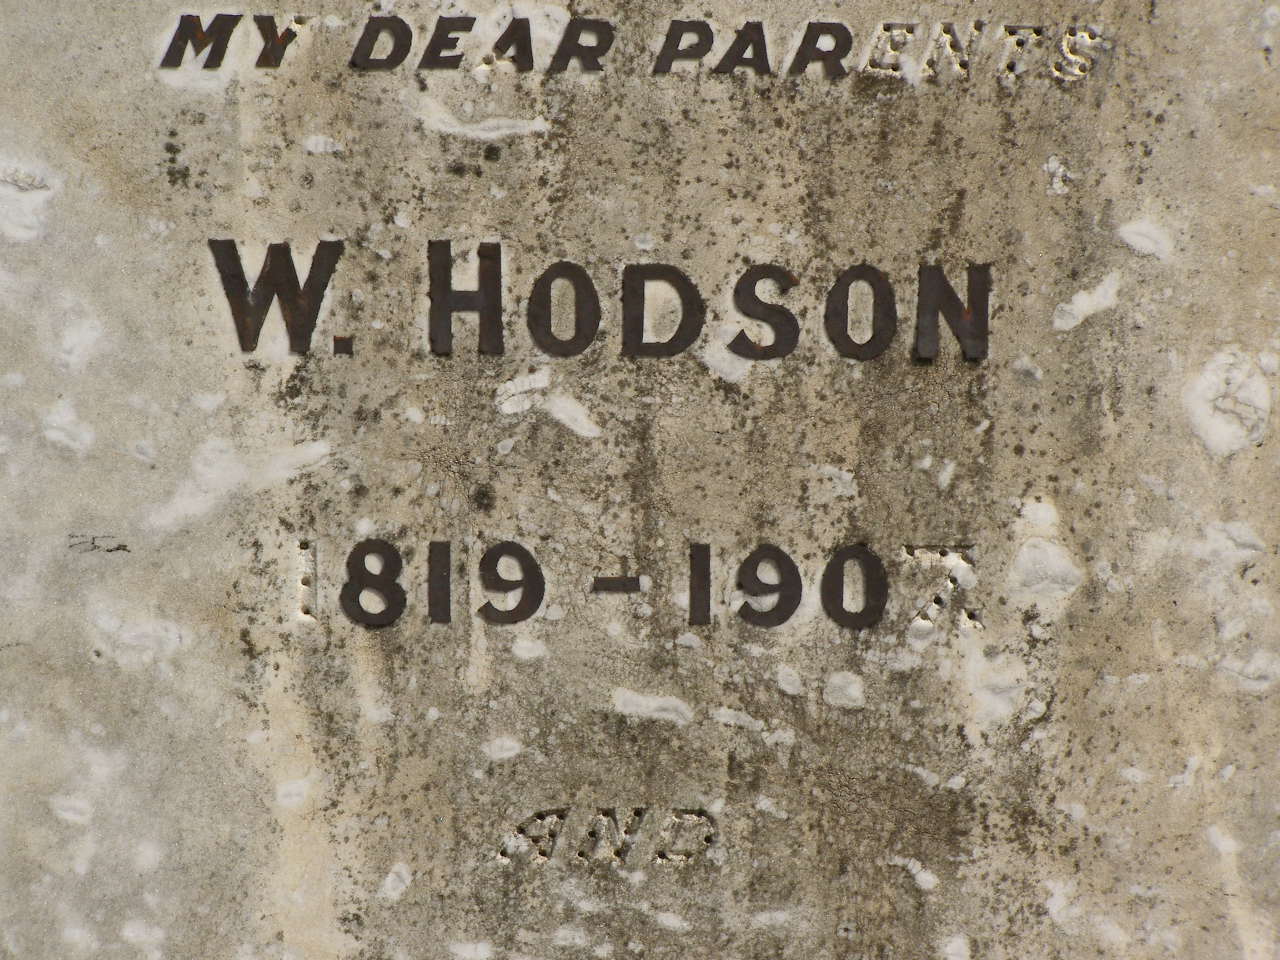 MY DEAR PARENTS
W. HODSON
1819 - 1907
AND